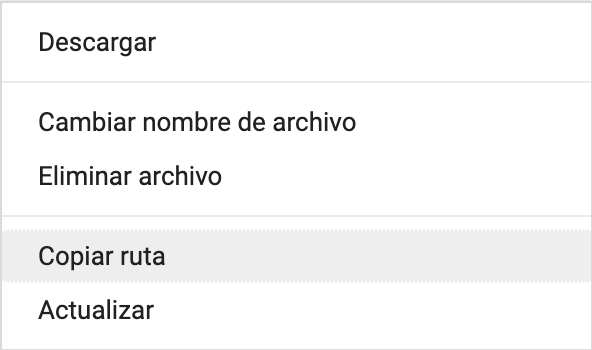 Descargar
Cambiar nombre de archivo
Eliminar archivo
Copiar ruta
Actualizar